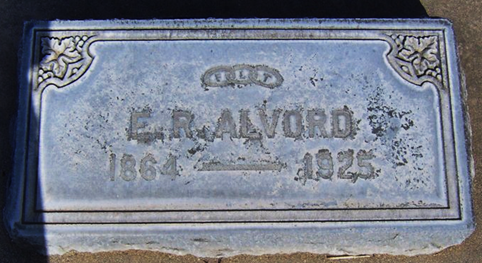 F L T
E. R. ALVORD
1864 — 1925